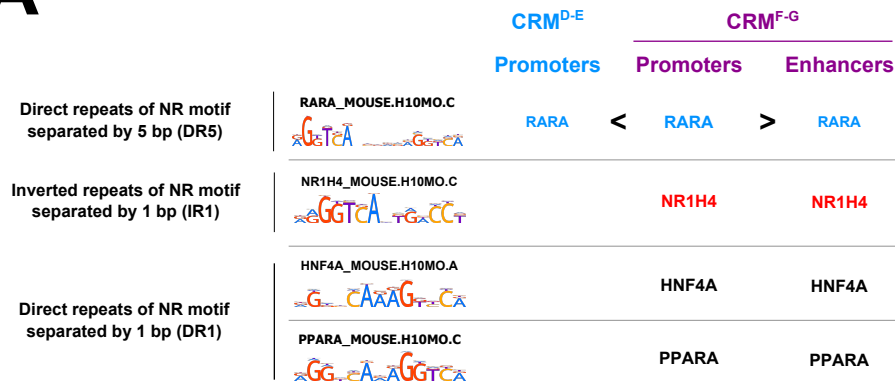 A
CRM^D-E CRM^F-G
Promoters Promoters Enhancers
Direct repeats of NR motif
separated by 5 bp (DR5)
RARA_MOUSE.H10MO.C
RARA < RARA > RARA
Inverted repeats of NR motif
separated by 1 bp (IR1)
NR1H4_MOUSE.H10MO.C
NR1H4 NR1H4
Direct repeats of NR motif
separated by 1 bp (DR1)
HNF4A_MOUSE.H10MO.A
HNF4A HNF4A
PPARA_MOUSE.H10MO.C
PPARA PPARA